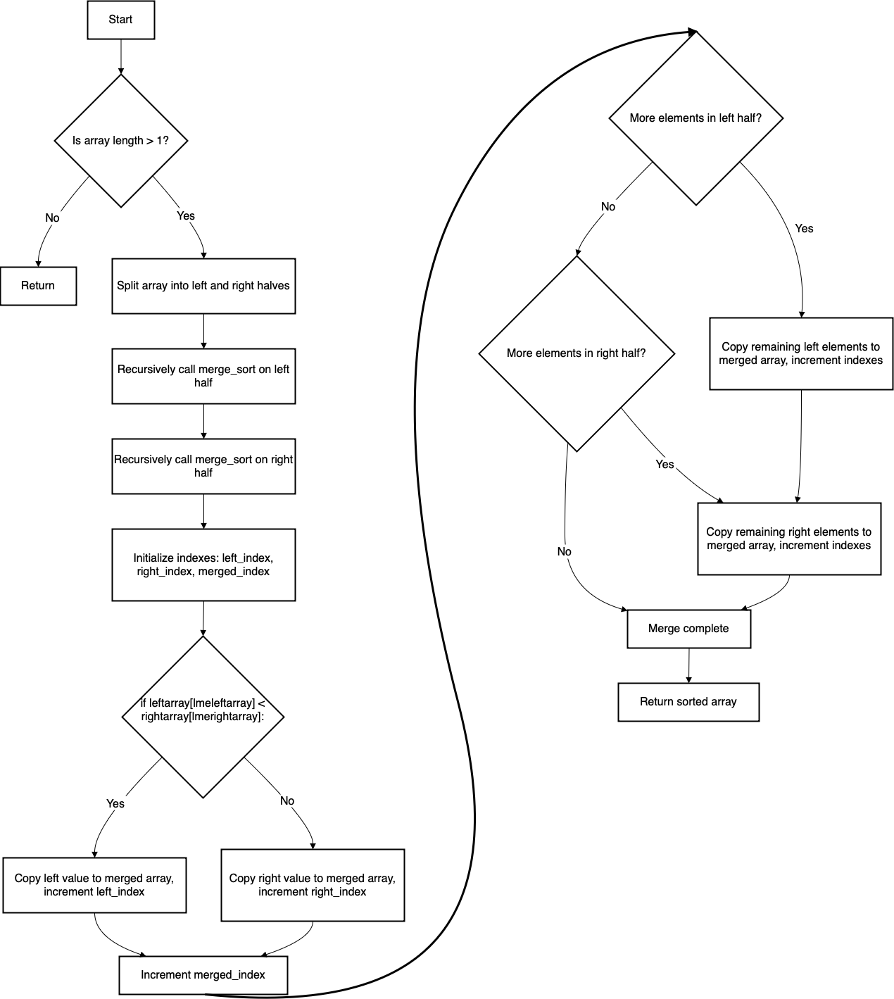 Start
Is array length > 1?
No
Yes
Return
Split array into left and right halves
Recursively call merge_sort on left
half
Recursively call merge_sort on right
half
Initialize indexes: left_index,
right_index, merged_index
if leftarray[lmeleftarray] <
rightarray[lmerightarray]:
Yes
No
Copy left value to merged array,
increment left_index
Copy right value to merged array,
increment right_index
Increment merged_index
More elements in left half?
No
Yes
More elements in right half?
Copy remaining left elements to
merged array, increment indexes
Yes
No
Copy remaining right elements to
merged array, increment indexes
Merge complete
Return sorted array